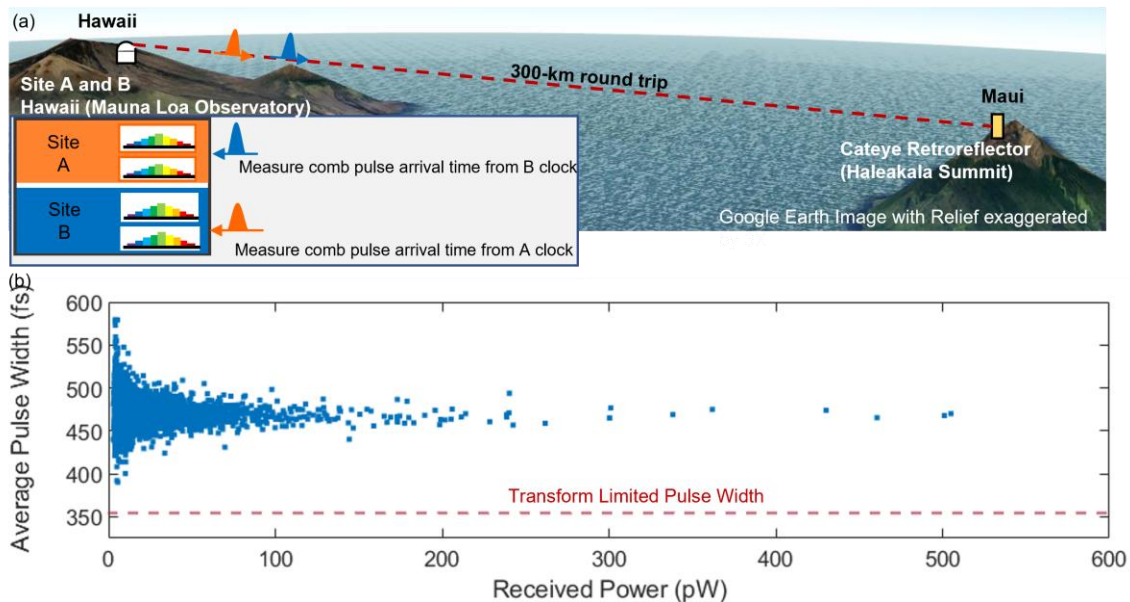 (a)
Hawaii
300-km round trip
Site A and B
Hawaii (Mauna Loa Observatory)
Maui
Cateye Retroreflector
(Haleakala Summit)
Google Earth Image with Relief exaggerated
Site
A
Measure comb pulse arrival time from B clock
Site
B
Measure comb pulse arrival time from A clock
(b)
Average Pulse Width (fs)
600
550
500
450
400
350
Transform Limited Pulse Width
0
100
200
300
400
500
600
Received Power (pW)